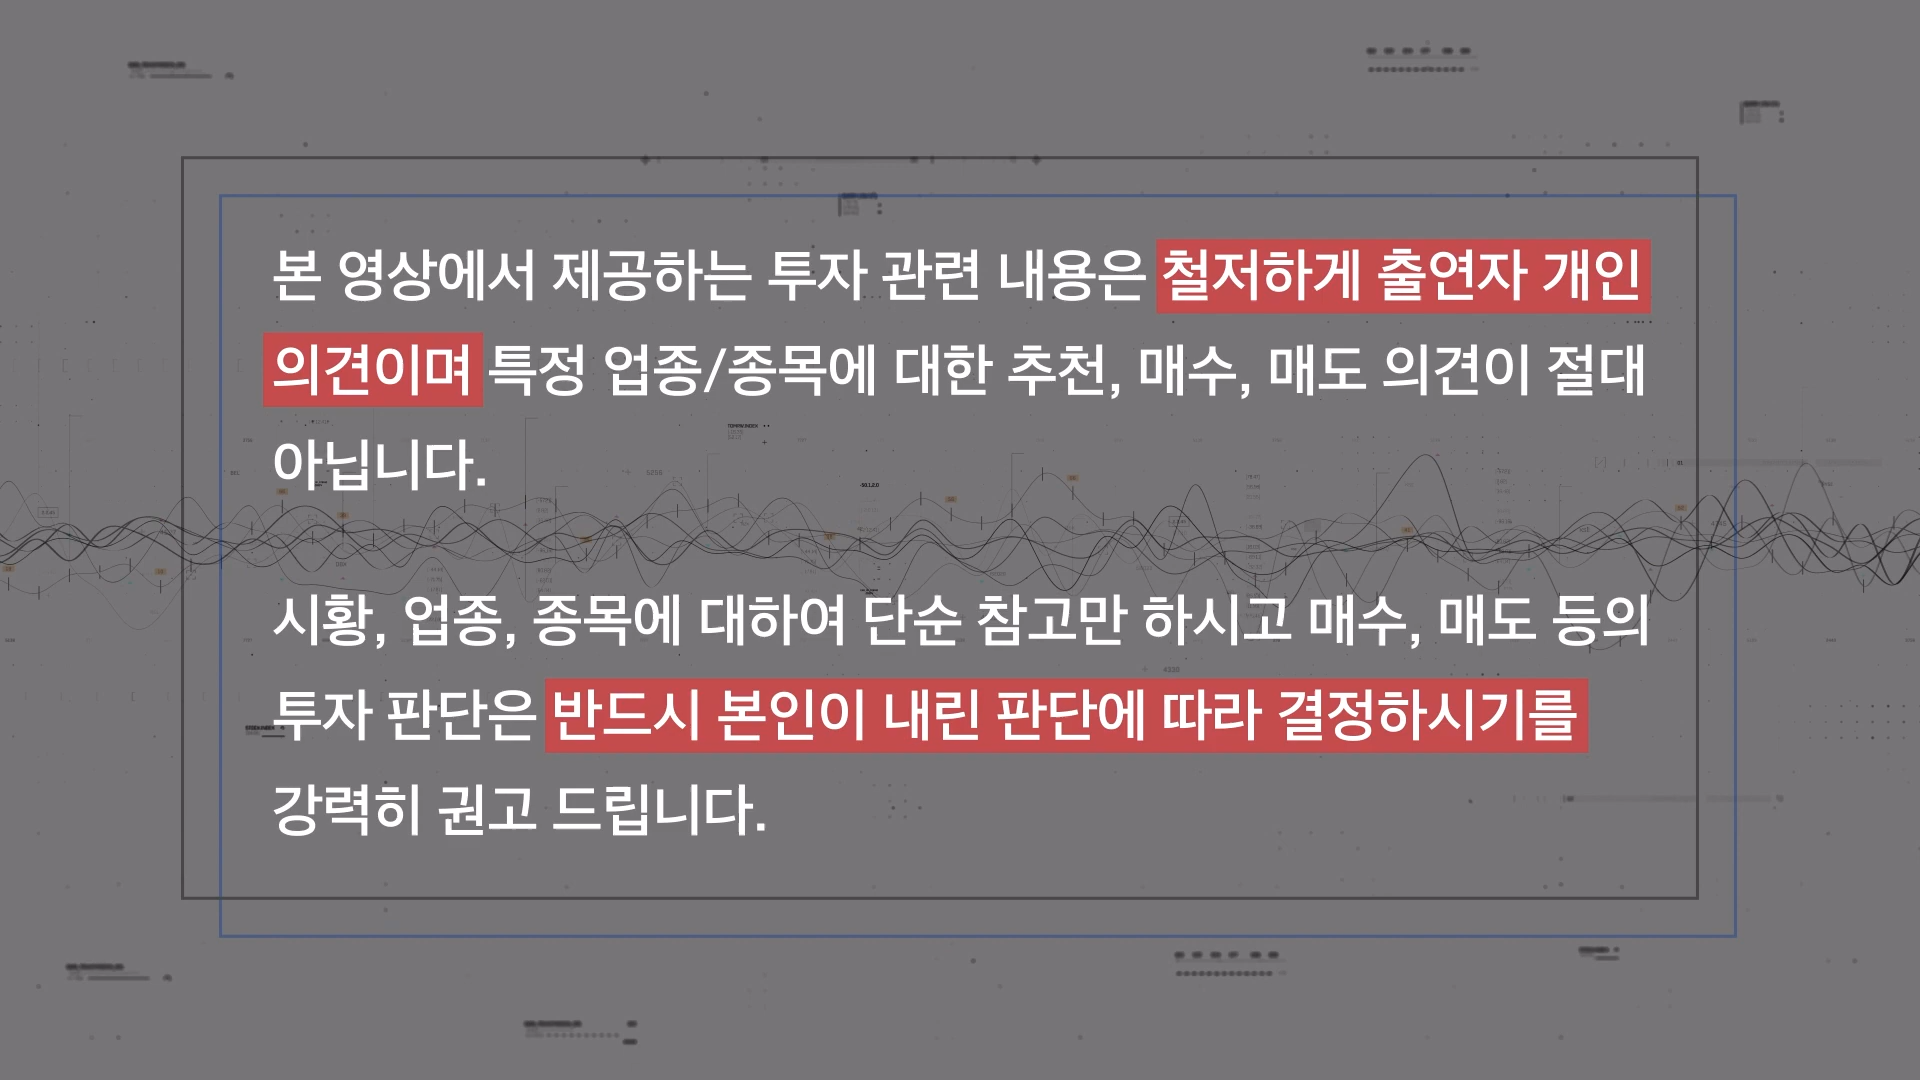 본 영상에서 제공하는 투자 관련 내용은 철저하게 출연자 개인
의견이며 특정 업종/종목에 대한 추천, 매수, 매도 의견이 절대
아닙니다.
시황, 업종, 종목에 대하여 단순 참고만 하시고 매수, 매도 등의
투자 판단은 반드시 본인이 내린 판단에 따라 결정하시기를
강력히 권고 드립니다.